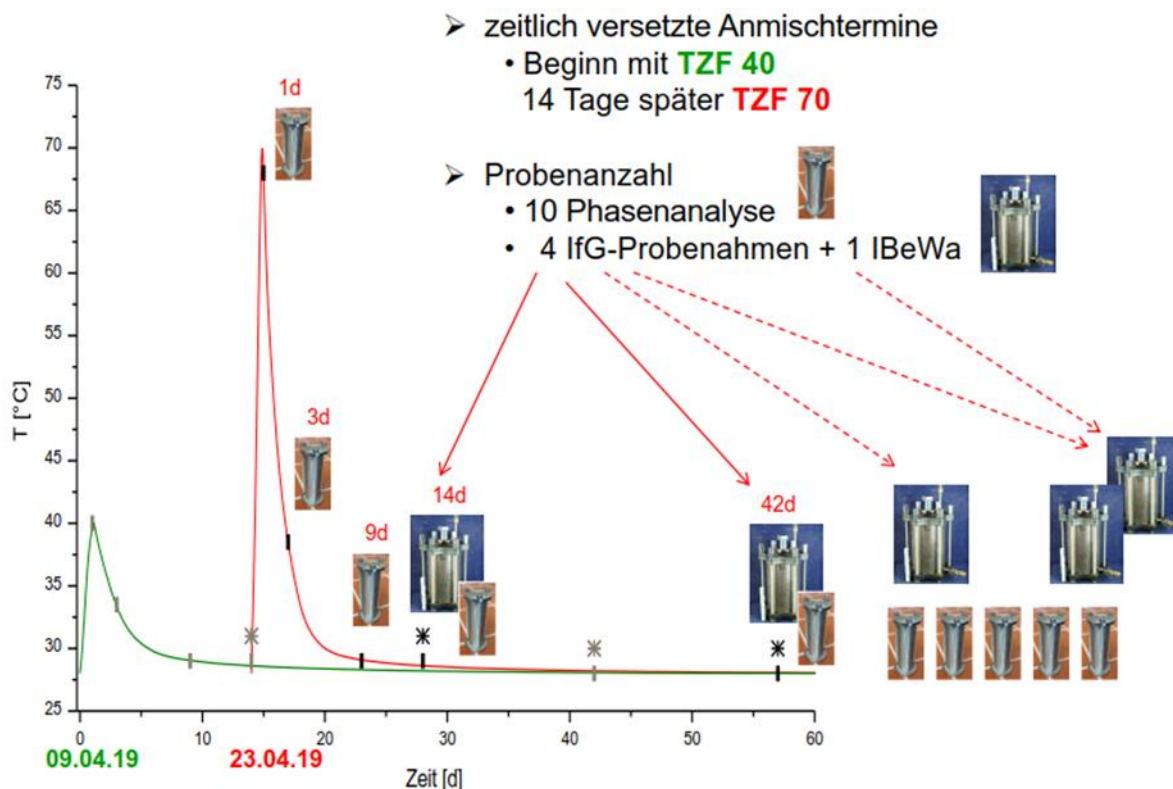 ➢ zeitlich versetzte Anmischtermine
• Beginn mit TZF 40
14 Tage später TZF 70
➢ Probenanzahl
• 10 Phasenanalyse
• 4 IfG-Probenahmen + 1 IBeWa
75
70
65
60
55
50
45
40
35
30
25
T [°C]
1d
3d
9d
14d
42d
0
10
20
30
40
50
60
09.04.19
23.04.19
Zeit [d]